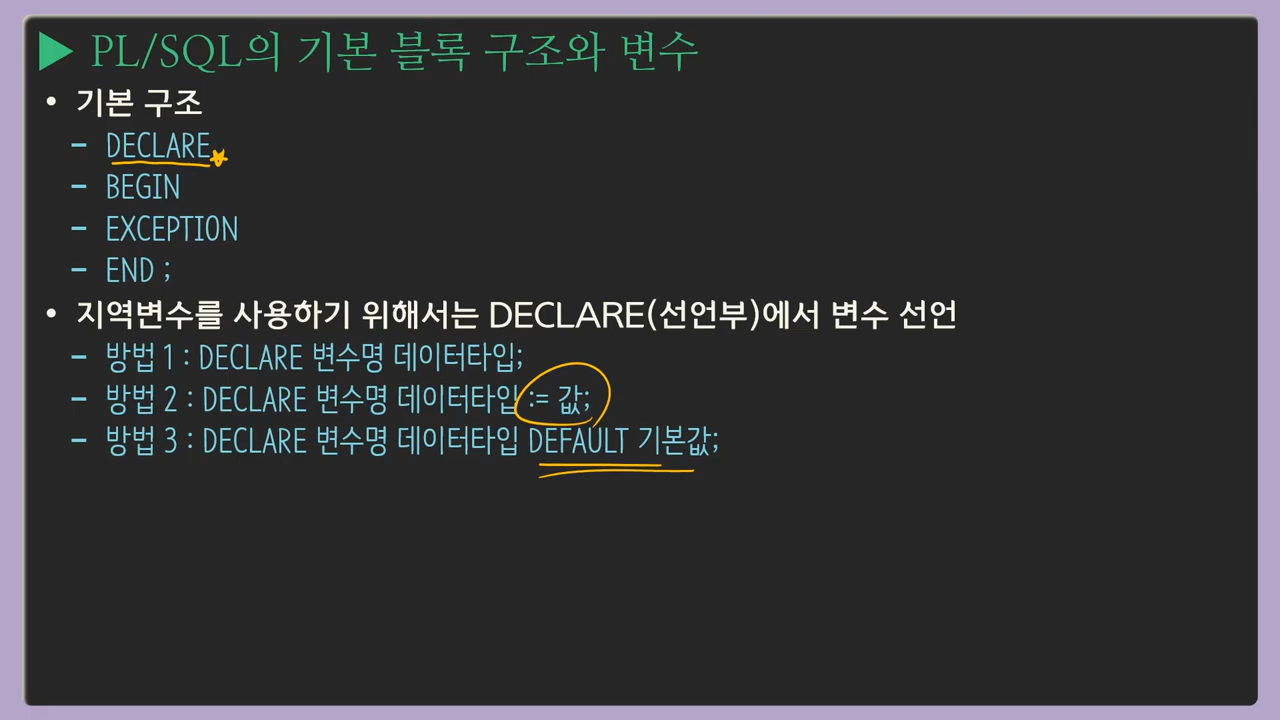 ▶ PL/SQL의 기본 블록 구조와 변수
• 기본 구조
– DECLARE
– BEGIN
– EXCEPTION
– END ;
• 지역변수를 사용하기 위해서는 DECLARE(선언부)에서 변수 선언
– 방법 1 : DECLARE 변수명 데이터타입;
– 방법 2 : DECLARE 변수명 데이터타입 := 값;
– 방법 3 : DECLARE 변수명 데이터타입 DEFAULT 기본값;